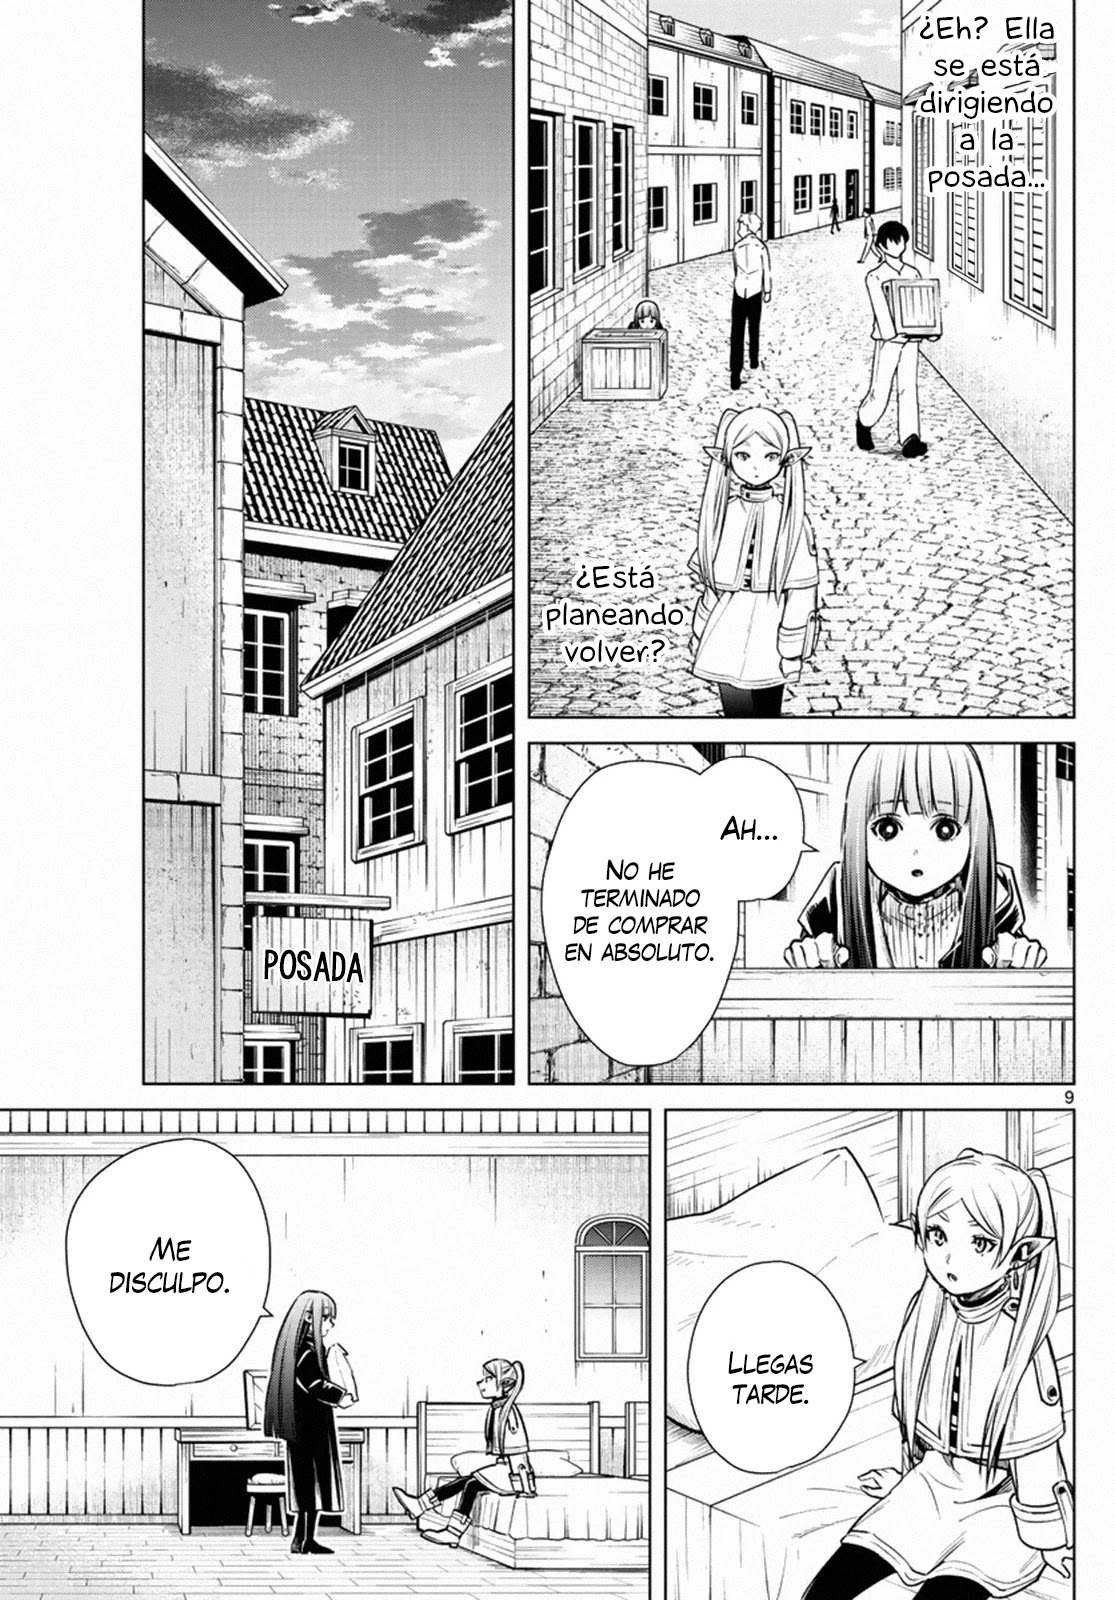 ¿Eh? Ella
se está
dirigiendo
a la
posada...
¿Está
planeando
volver?
Ah...
No he
terminado
de comprar
en absoluto.
9
POSADA
Llegas
tarde.
Me
disculpo.